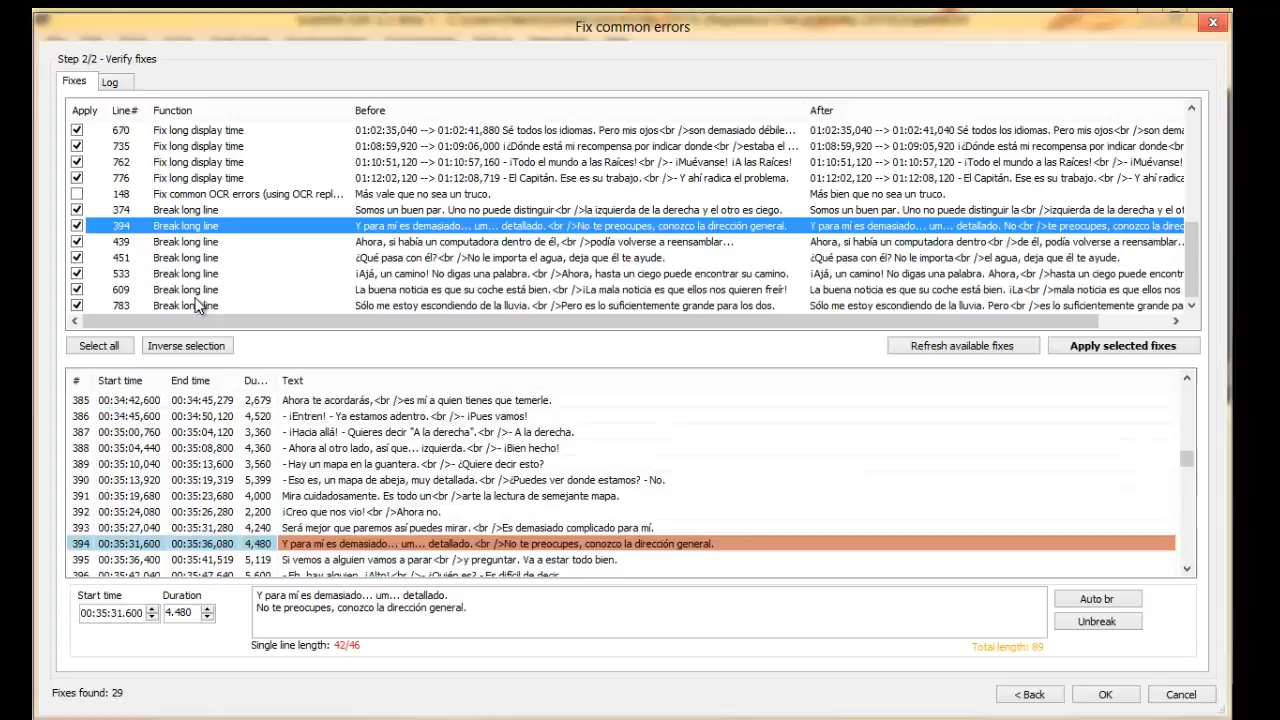 Fix common errors
Step 2/2 - Verify fixes
Fixes Log
Apply Line# Function Before After
670 Fix long display time 01:02:35,040 --> 01:02:41,880 Sé todos los idiomas. Pero mis ojos<br />son demasiado débile... 01:02:35,040 --> 01:02:41,040 Sé todos los idiomas. Pero mis
735 Fix long display time 01:08:59,920 --> 01:09:06,000 ¿Dónde está mi recompensa por indicar donde<br />estaba el ... 01:08:59,920 --> 01:09:05,920 ¿Dónde está mi recompensa
762 Fix long display time 01:10:51,120 --> 01:10:57,160 - ¡Todo el mundo a las Raíces!<br />- ¡Muévanse! ¡A las Raíces! 01:10:51,120 --> 01:10:57,120 - ¡Todo el mundo a las Raíces!
776 Fix long display time 01:12:02,120 --> 01:12:08,719 - El Capitán. Ese es su trabajo.<br />- Y ahí radica el problema. 01:12:02,120 --> 01:12:08,120 - El Capitán. Ese es su trabajo.
148 Fix common OCR errors (using OCR repl... Más vale que no sea un truco. Más bien que no sea un truco.
374 Break long line Somos un buen par. Uno no puede distinguir<br />la izquierda de la derecha y el otro es ciego. Somos un buen par. Uno no puede distinguir la<br />izquierda de la derecha y el ot
394 Break long line Y para mí es demasiado... um... detallado. <br />No te preocupes, conozco la dirección general. Y para mí es demasiado... um... detallado. No<br />te preocupes, conozco la direc
439 Break long line Ahora, si había un computadora dentro de él,<br />podía volverse a reensamblar... Ahora, si había un computadora dentro<br />de él, podía volverse a reensamblar...
451 Break long line ¿Qué pasa con él?<br />No le importa el agua, deja que él te ayude. ¿Qué pasa con él? No le importa<br />el agua, deja que él te ayude.
533 Break long line ¡Ajá, un camino! No digas una palabra.<br />Ahora, hasta un ciego puede encontrar su camino. ¡Ajá, un camino! No digas una palabra. Ahora,<br />hasta un ciego puede encontr
609 Break long line La buena noticia es que su coche está bien.<br />¡La mala noticia es que ellos quieren freír! La buena noticia es que su coche está bien. ¡La<br />mala noticia es que ellos qui
783 Break long line Sólo me estoy escondiendo de la lluvia.<br />Pero es lo suficientemente grande para los dos. Sólo me estoy escondiendo de la lluvia. Pero<br />es lo suficientemente grande pa
Select all Inverse selection Refresh available fixes Apply selected fixes
# Start time End time Du... Text
385 00:34:42,600 00:34:45,279 2,679 Ahora te acordarás,<br />es mí a quien tienes que temerle.
386 00:34:45,600 00:34:50,120 4,520 - ¡Entren! - Ya estamos adentro.<br />- ¡Pues vamos!
387 00:35:00,760 00:35:04,120 3,360 - ¡Hacia allá! - Quieres decir "A la derecha".<br />- A la derecha.
388 00:35:04,440 00:35:08,800 4,360 - Ahora al otro lado, así que... izquierda.<br />- ¡Bien hecho!
389 00:35:10,040 00:35:13,600 3,560 - Hay un mapa en la guantera.<br />- ¿Quiere decir esto?
390 00:35:13,920 00:35:19,319 5,399 - Eso es, un mapa de abeja, muy detallada.<br />¿Puedes ver donde estamos? - No.
391 00:35:19,680 00:35:23,680 4,000 Mira cuidadosamente. Es todo un<br />arte la lectura de semejante mapa.
392 00:35:24,080 00:35:26,280 2,200 ¡Creo que nos vio!<br />Ahora no.
393 00:35:27,040 00:35:31,280 4,240 Será mejor que paremos así puedes mirar.<br />Es demasiado complicado para mí.
394 00:35:31,600 00:35:36,080 4,480 Y para mí es demasiado... um... detallado.<br />No te preocupes, conozco la dirección general.
395 00:35:36,400 00:35:41,519 5,119 Si vemos a alguien vamos a parar<br />y preguntar. Va a estar todo bien.
396 00:35:42,040 00:35:47,640 5,600 - Eh, hay alguien. ¡Alto!<br />- ¿Quién es? - Es difícil de decir
Start time Duration
00:35:31.600 4.480
Y para mí es demasiado... um... detallado.
No te preocupes, conozco la dirección general.
Auto br
Unbreak
Single line length: 42/46 Total length: 89
Fixes found: 29
< Back OK Cancel